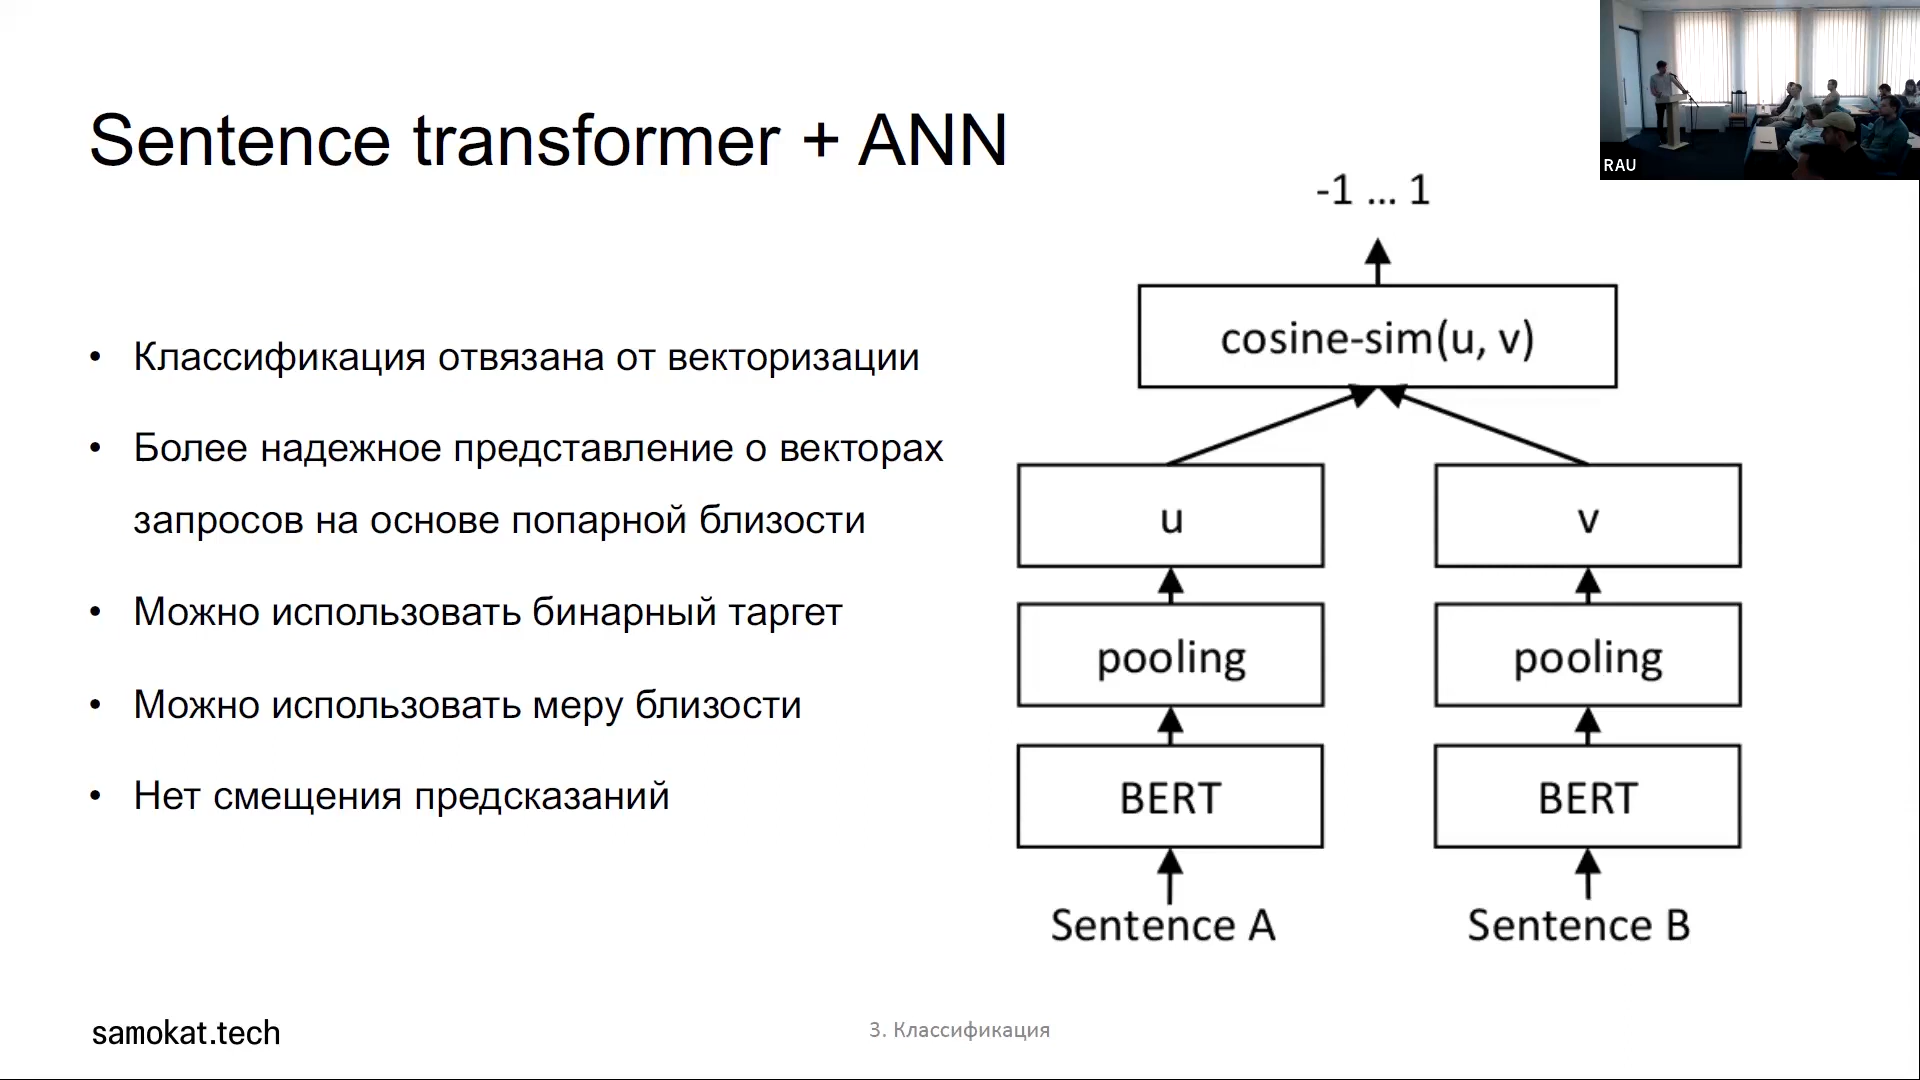 Sentence transformer + ANN
RAU
• Классификация отвязана от векторизации
• Более надежное представление о векторах
запросов на основе попарной близости
• Можно использовать бинарный таргет
• Можно использовать меру близости
• Нет смещения предсказаний
-1 ... 1
cosine-sim(u, v)
u
v
pooling
pooling
BERT
BERT
Sentence A
Sentence B
samokat.tech
3. Классификация